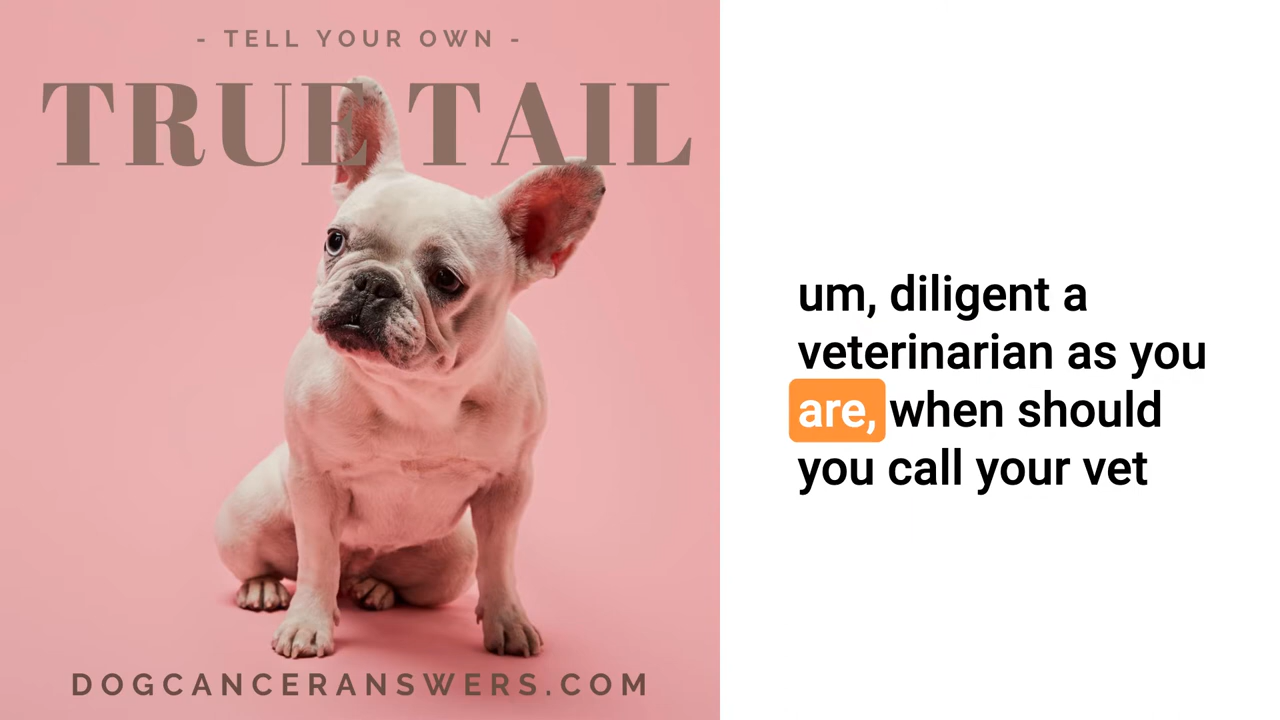 - TELL YOUR OWN -
TRUE TAIL
DOGCANCERANSWERS.COM
um, diligent a
veterinarian as you
are, when should
you call your vet